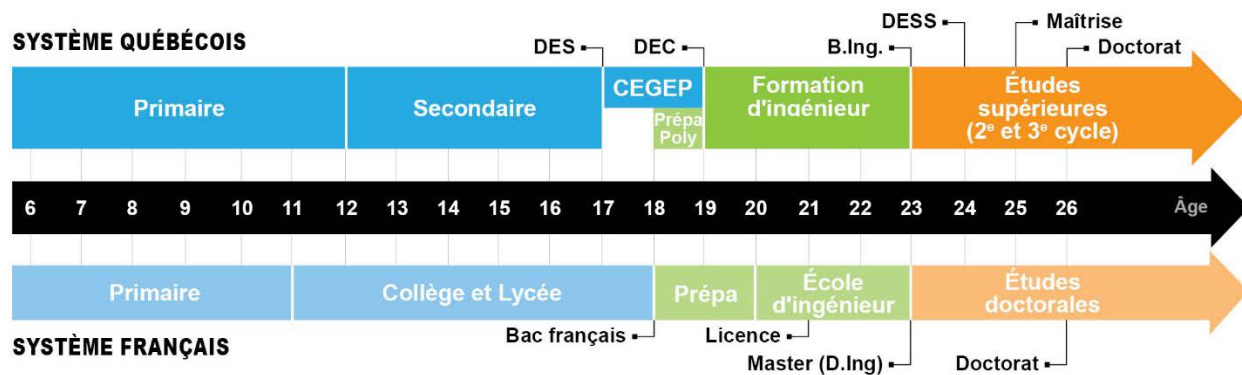 SYSTÈME QUÉBÉCOIS
DES
DEC
B.Ing.
DESS
Maîtrise
Doctorat
Primaire
Secondaire
CEGEP
Prépa
Poly
Formation
d'ingénieur
Études
supérieures
(2e et 3e cycle)
6 7 8 9 10 11 12 13 14 15 16 17 18 19 20 21 22 23 24 25 26 Âge
Primaire
Collège et Lycée
Prépa
École
d'ingénieur
Études
doctorales
SYSTÈME FRANÇAIS
Bac français
Licence
Master (D.Ing)
Doctorat